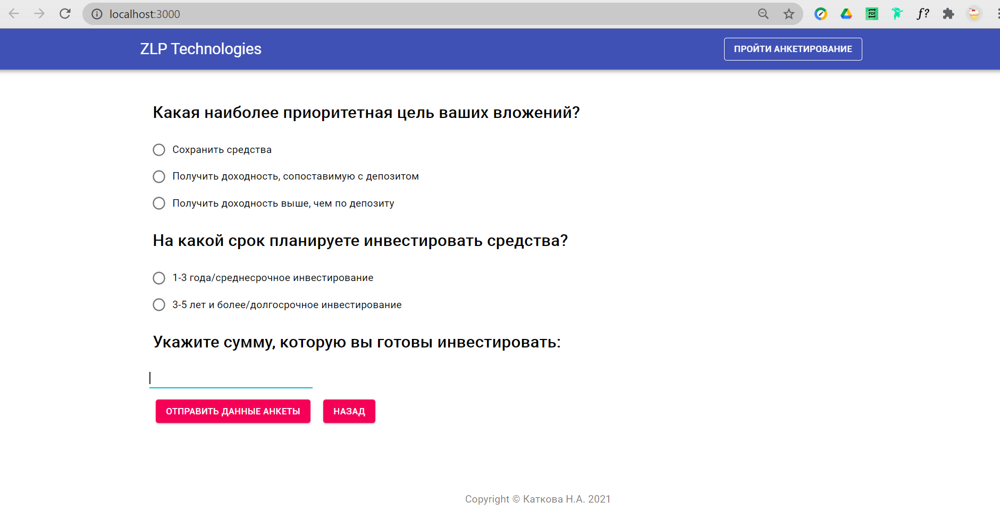 localhost:3000
PDF
f?
ZLP Technologies
ПРОЙТИ АНКЕТИРОВАНИЕ
Какая наиболее приоритетная цель ваших вложений?
Сохранить средства
Получить доходность, сопоставимую с депозитом
Получить доходность выше, чем по депозиту
На какой срок планируете инвестировать средства?
1-3 года/среднесрочное инвестирование
3-5 лет и более/долгосрочное инвестирование
Укажите сумму, которую вы готовы инвестировать:
ОТПРАВИТЬ ДАННЫЕ АНКЕТЫ
НАЗАД
Copyright © Каткова Н.А. 2021